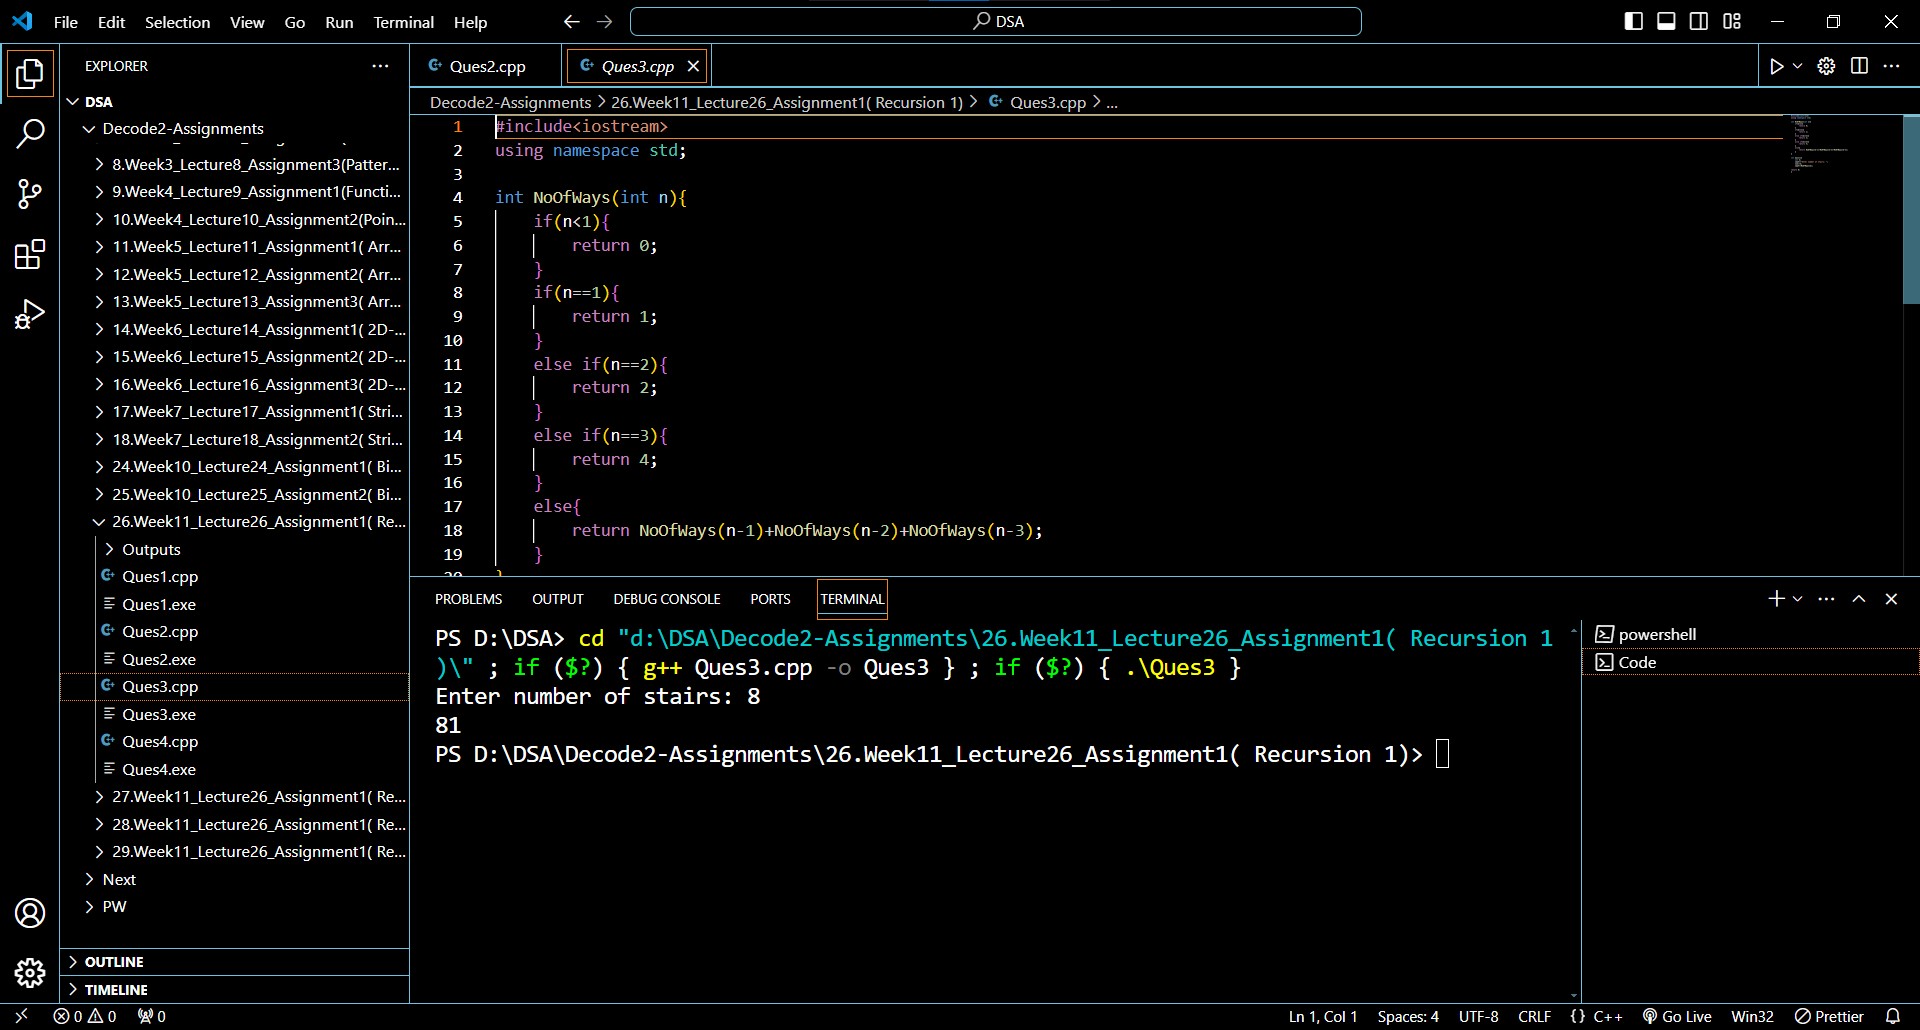 File Edit Selection View Go Run Terminal Help
DSA
EXPLORER
DSA
Decode2-Assignments
8.Week3_Lecture8_Assignment3(Patter...
9.Week4_Lecture9_Assignment1(Functi...
10.Week4_Lecture10_Assignment2(Poin...
11.Week5_Lecture11_Assignment1( Arr...
12.Week5_Lecture12_Assignment2( Arr...
13.Week5_Lecture13_Assignment3( Arr...
14.Week6_Lecture14_Assignment1( 2D-...
15.Week6_Lecture15_Assignment2( 2D-...
16.Week6_Lecture16_Assignment3( 2D-...
17.Week7_Lecture17_Assignment1( Stri...
18.Week7_Lecture18_Assignment2( Stri...
24.Week10_Lecture24_Assignment1( Bi...
25.Week10_Lecture25_Assignment2( Bi...
26.Week11_Lecture26_Assignment1( Re...
Outputs
Ques1.cpp
Ques1.exe
Ques2.cpp
Ques2.exe
Ques3.cpp
Ques3.exe
Ques4.cpp
Ques4.exe
27.Week11_Lecture26_Assignment1( Re...
28.Week11_Lecture26_Assignment1( Re...
29.Week11_Lecture26_Assignment1( Re...
Next
PW
OUTLINE
TIMELINE
Ques2.cpp Ques3.cpp
Decode2-Assignments > 26.Week11_Lecture26_Assignment1( Recursion 1) > Ques3.cpp > ...
1 #include<iostream>
2 using namespace std;
3
4 int NoOfWays(int n){
5 if(n<1){
6 return 0;
7 }
8 if(n==1){
9 return 1;
10 }
11 else if(n==2){
12 return 2;
13 }
14 else if(n==3){
15 return 4;
16 }
17 else{
18 return NoOfWays(n-1)+NoOfWays(n-2)+NoOfWays(n-3);
19 }
20 }
PROBLEMS OUTPUT DEBUG CONSOLE PORTS TERMINAL
PS D:\DSA> cd "d:\DSA\Decode2-Assignments\26.Week11_Lecture26_Assignment1( Recursion 1
)\" ; if ($?) { g++ Ques3.cpp -o Ques3 } ; if ($?) { .\Ques3 }
Enter number of stairs: 8
81
PS D:\DSA\Decode2-Assignments\26.Week11_Lecture26_Assignment1( Recursion 1)>
powershell
Code
0 0 0
Ln 1, Col 1 Spaces: 4 UTF-8 CRLF {} C++ Go Live Win32 Prettier